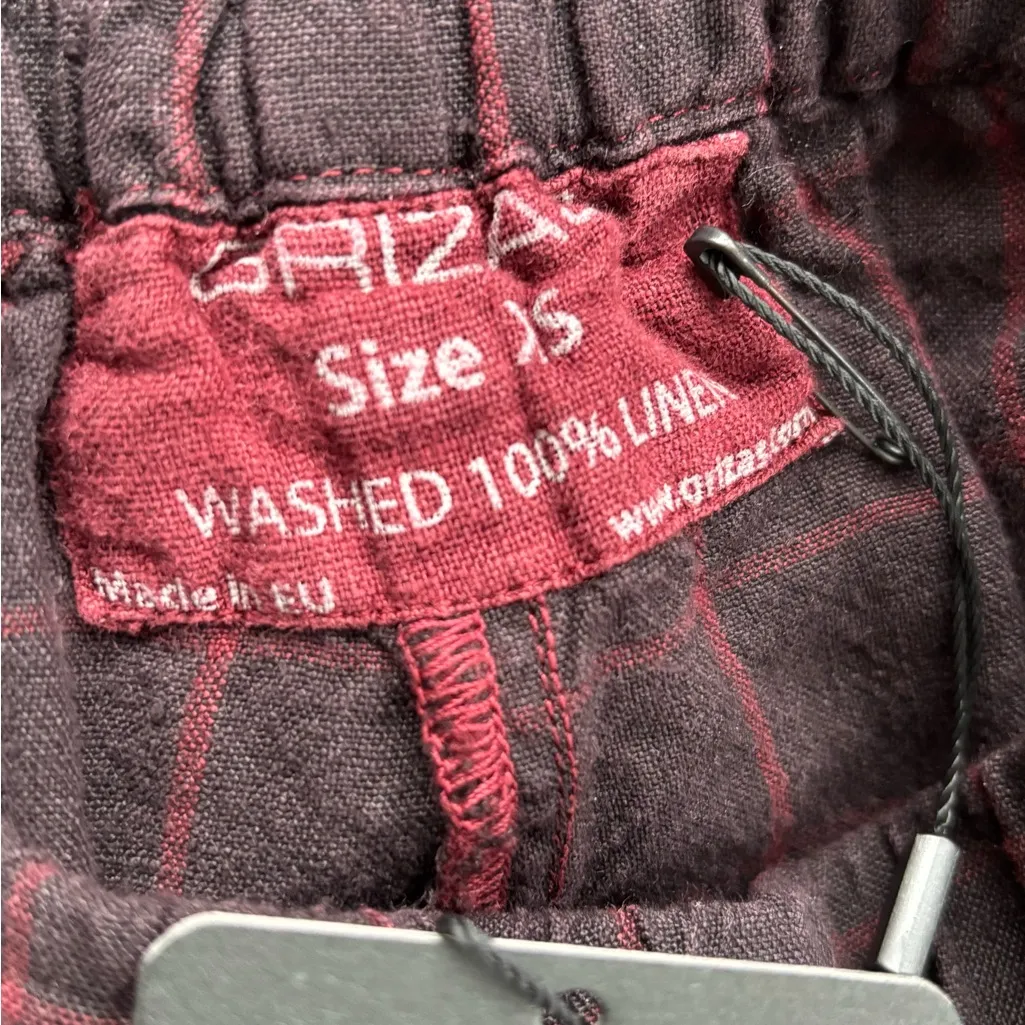 GRIZAS
Size XS
WASHED 100% LINEN
www.grizas.com
Made in EU